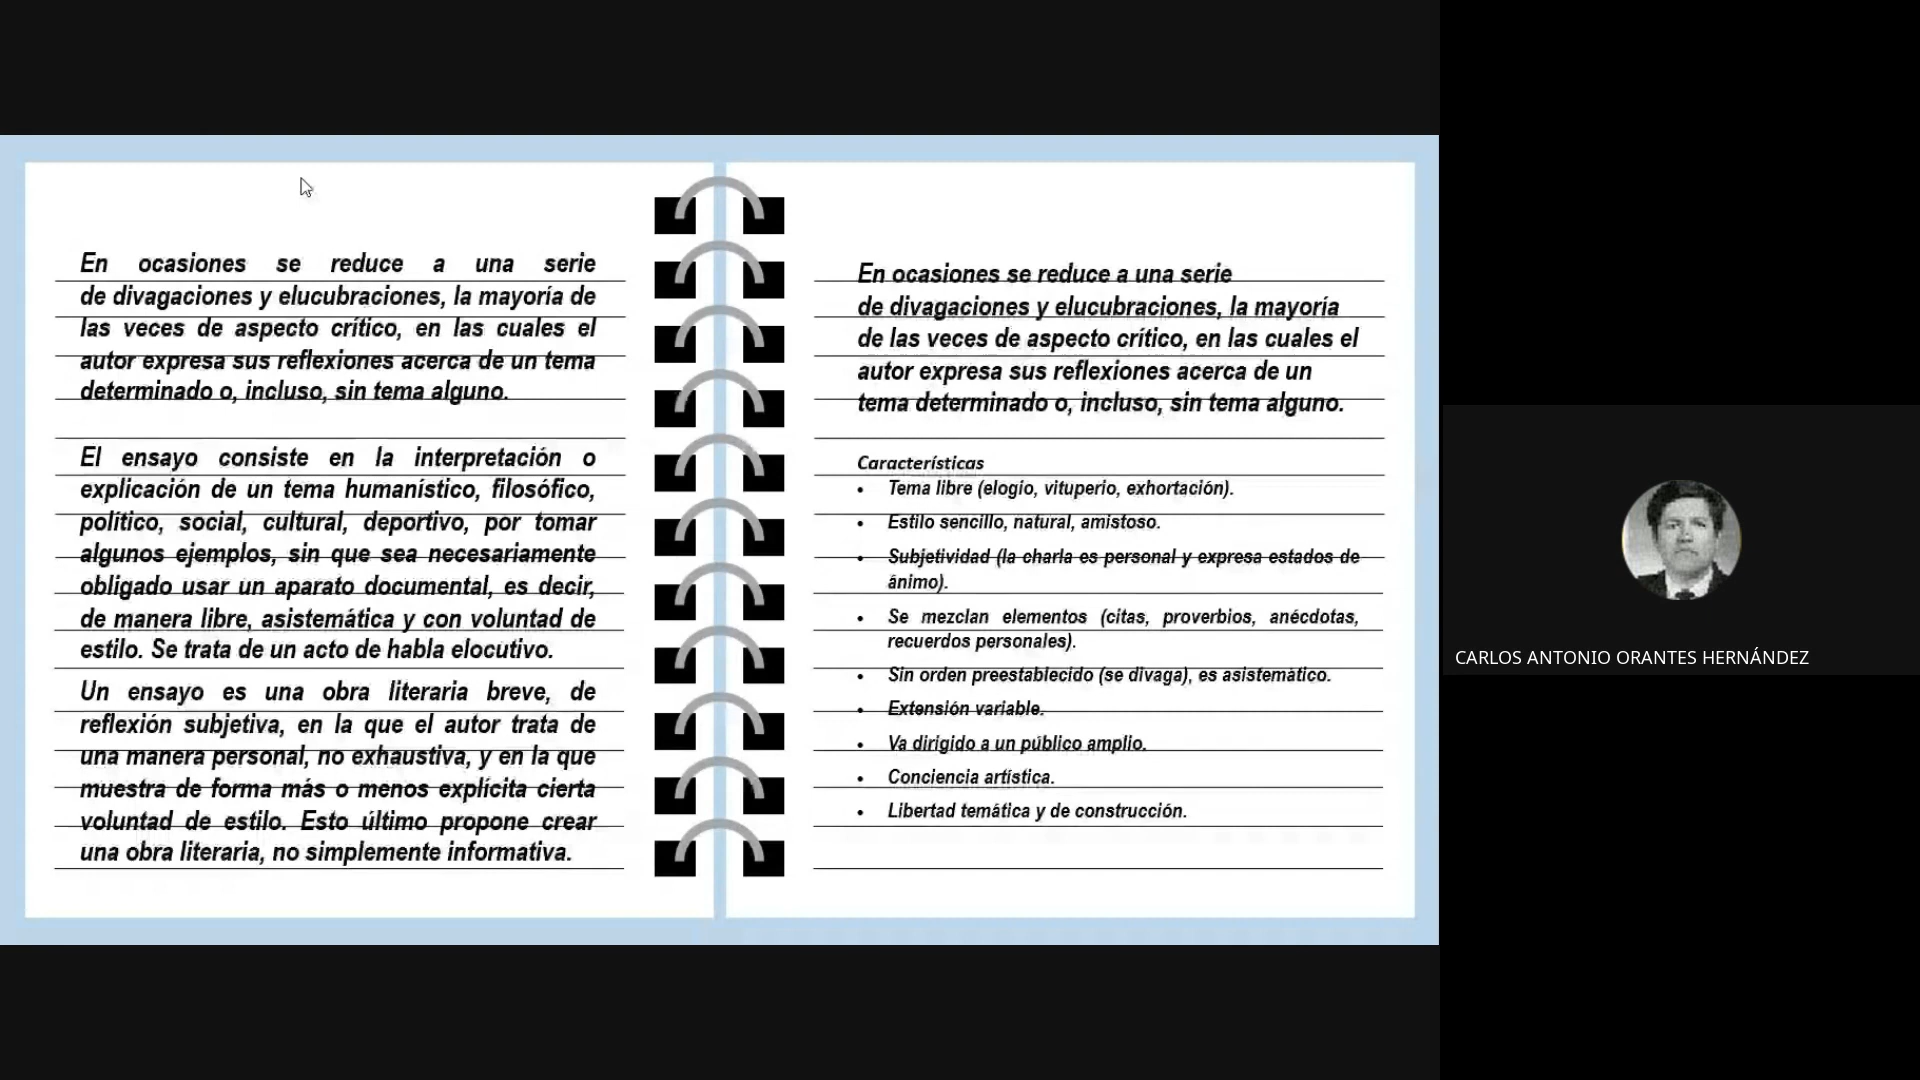 En ocasiones se reduce a una serie
de divagaciones y elucubraciones, la mayoría de
las veces de aspecto crítico, en las cuales el
autor expresa sus reflexiones acerca de un tema
determinado o, incluso, sin tema alguno.
El ensayo consiste en la interpretación o
explicación de un tema humanístico, filosófico,
político, social, cultural, deportivo, por tomar
algunos ejemplos, sin que sea necesariamente
obligado usar un aparato documental, es decir,
de manera libre, asistemática y con voluntad de
estilo. Se trata de un acto de habla elocutivo.
Un ensayo es una obra literaria breve, de
reflexión subjetiva, en la que el autor trata de
una manera personal, no exhaustiva, y en la que
muestra de forma más o menos explícita cierta
voluntad de estilo. Esto último propone crear
una obra literaria, no simplemente informativa.
En ocasiones se reduce a una serie
de divagaciones y elucubraciones, la mayoría
de las veces de aspecto crítico, en las cuales el
autor expresa sus reflexiones acerca de un
tema determinado o, incluso, sin tema alguno.
Características
• Tema libre (elogio, vituperio, exhortación).
• Estilo sencillo, natural, amistoso.
• Subjetividad (la charla es personal y expresa estados de
ánimo).
• Se mezclan elementos (citas, proverbios, anécdotas,
recuerdos personales).
• Sin orden preestablecido (se divaga), es asistemático.
• Extensión variable.
• Va dirigido a un público amplio.
• Conciencia artística.
• Libertad temática y de construcción.
CARLOS ANTONIO ORANTES HERNÁNDEZ